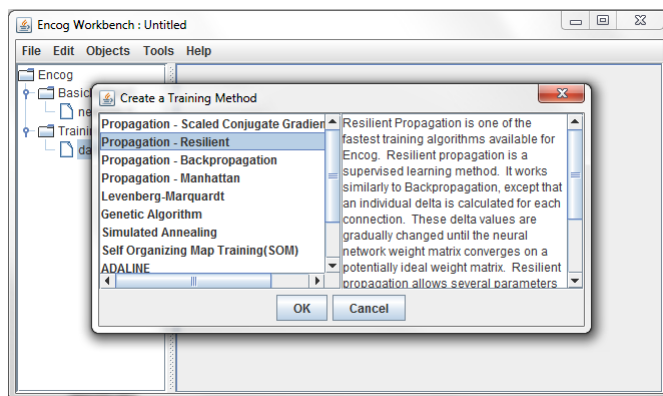 Encog Workbench : Untitled
File Edit Objects Tools Help
Encog
Basic
ne
Trainin
da
Create a Training Method
Propagation - Scaled Conjugate Gradien
Propagation - Resilient
Propagation - Backpropagation
Propagation - Manhattan
Levenberg-Marquardt
Genetic Algorithm
Simulated Annealing
Self Organizing Map Training(SOM)
ADALINE
Resilient Propagation is one of the
fastest training algorithms available for
Encog. Resilient propagation is a
supervised learning method. It works
similarly to Backpropagation, except that
an individual delta is calculated for each
connection. These delta values are
gradually changed until the neural
network weight matrix converges on a
potentially ideal weight matrix. Resilient
propagation allows several parameters
OK Cancel